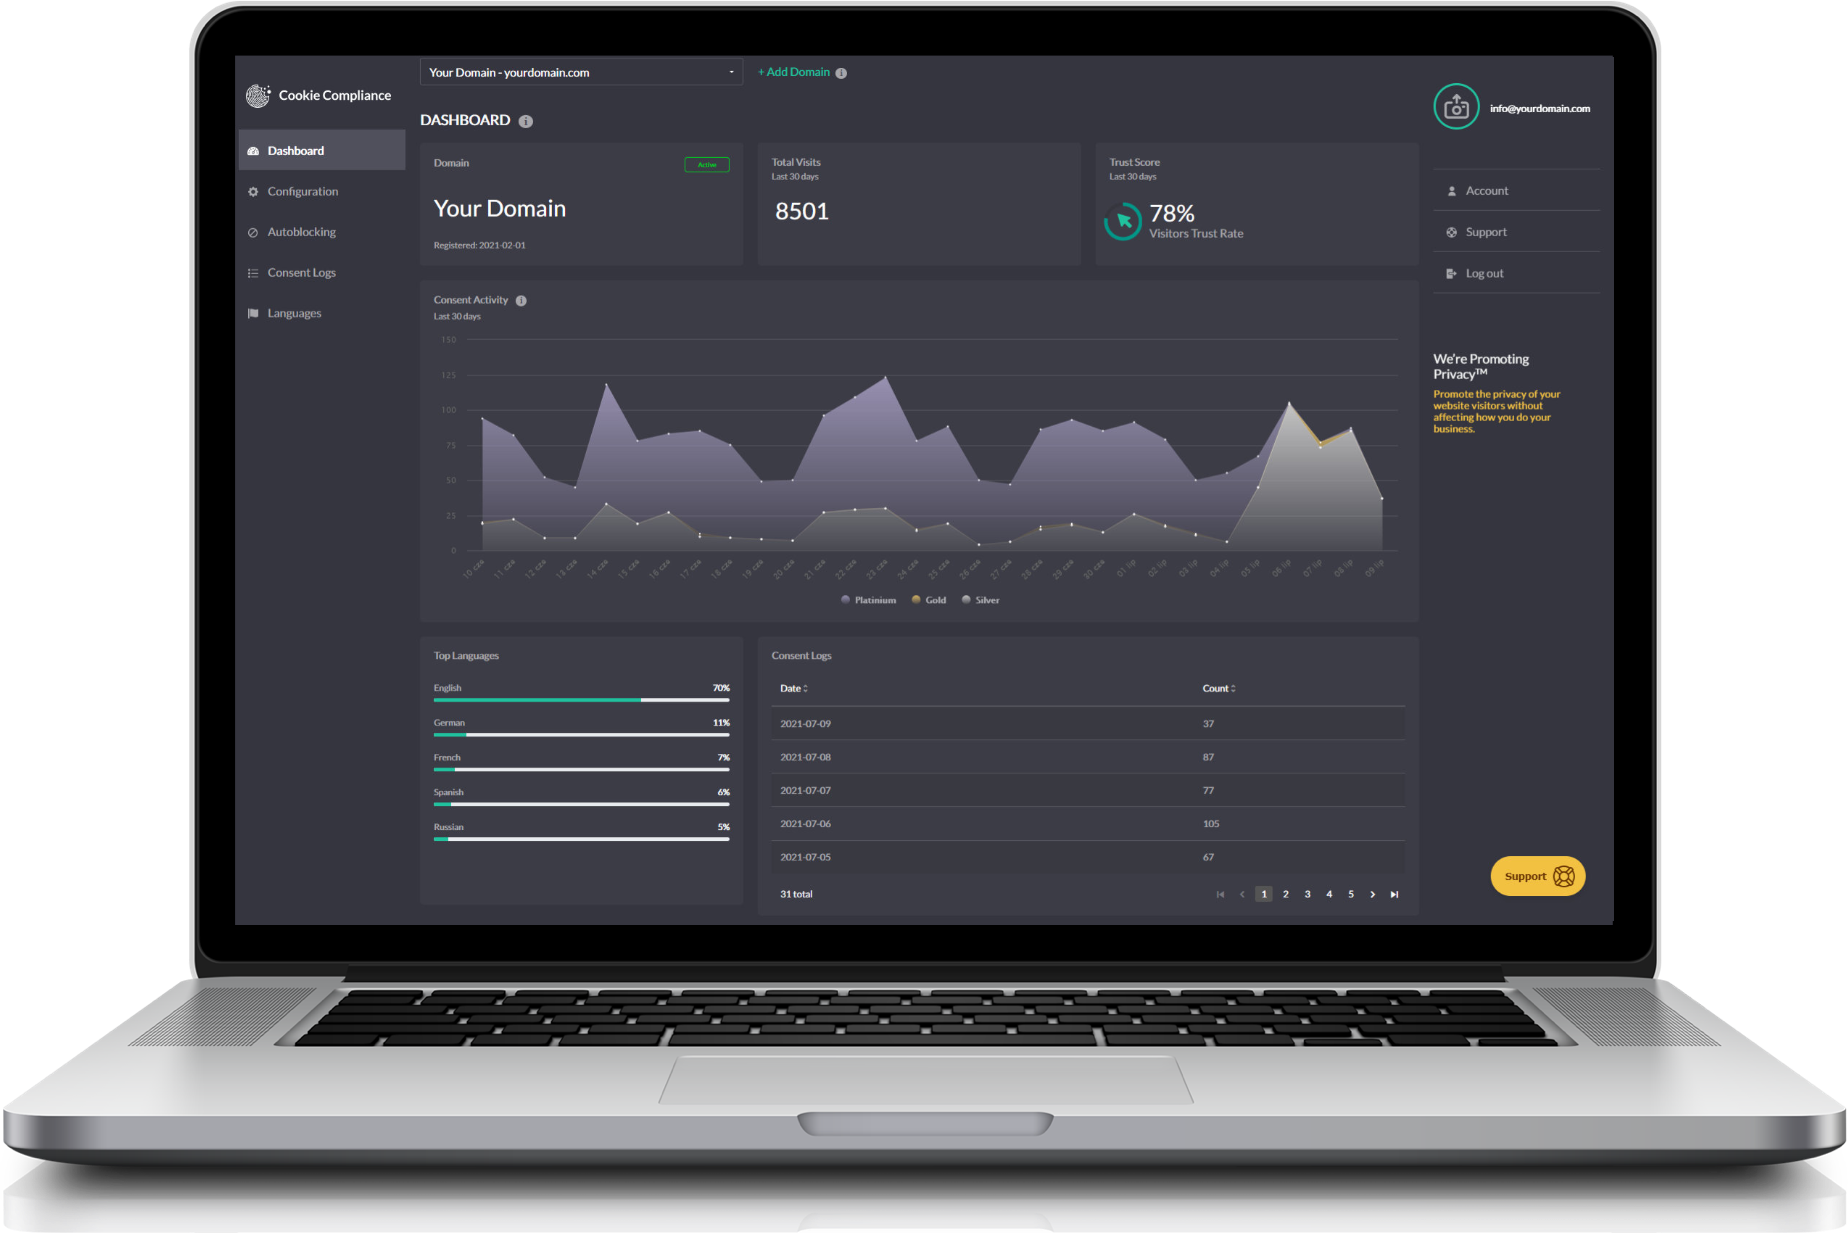 Your Domain - yourdomain.com
+ Add Domain
Cookie Compliance
info@yourdomain.com
DASHBOARD
Dashboard
Configuration
Autoblocking
Consent Logs
Languages
Domain
Active
Your Domain
Registered: 2021-02-01
Total Visits
Last 30 days
8501
Trust Score
Last 30 days
78%
Visitors Trust Rate
Account
Support
Log out
Consent Activity
Last 30 days
150
125
100
75
50
25
0
10 cze 11 cze 12 cze 13 cze 14 cze 15 cze 16 cze 17 cze 18 cze 19 cze 20 cze 21 cze 22 cze 23 cze 24 cze 25 cze 26 cze 27 cze 28 cze 29 cze 30 cze 01 lip 02 lip 03 lip 04 lip 05 lip 06 lip 07 lip 08 lip 09 lip
Platinium Gold Silver
We're Promoting
Privacy™
Promote the privacy of your
website visitors without
affecting how you do your
business.
Top Languages
English 70%
German 11%
French 7%
Spanish 6%
Russian 5%
Consent Logs
Date Count
2021-07-09 37
2021-07-08 87
2021-07-07 77
2021-07-06 105
2021-07-05 67
31 total
1 2 3 4 5
Support